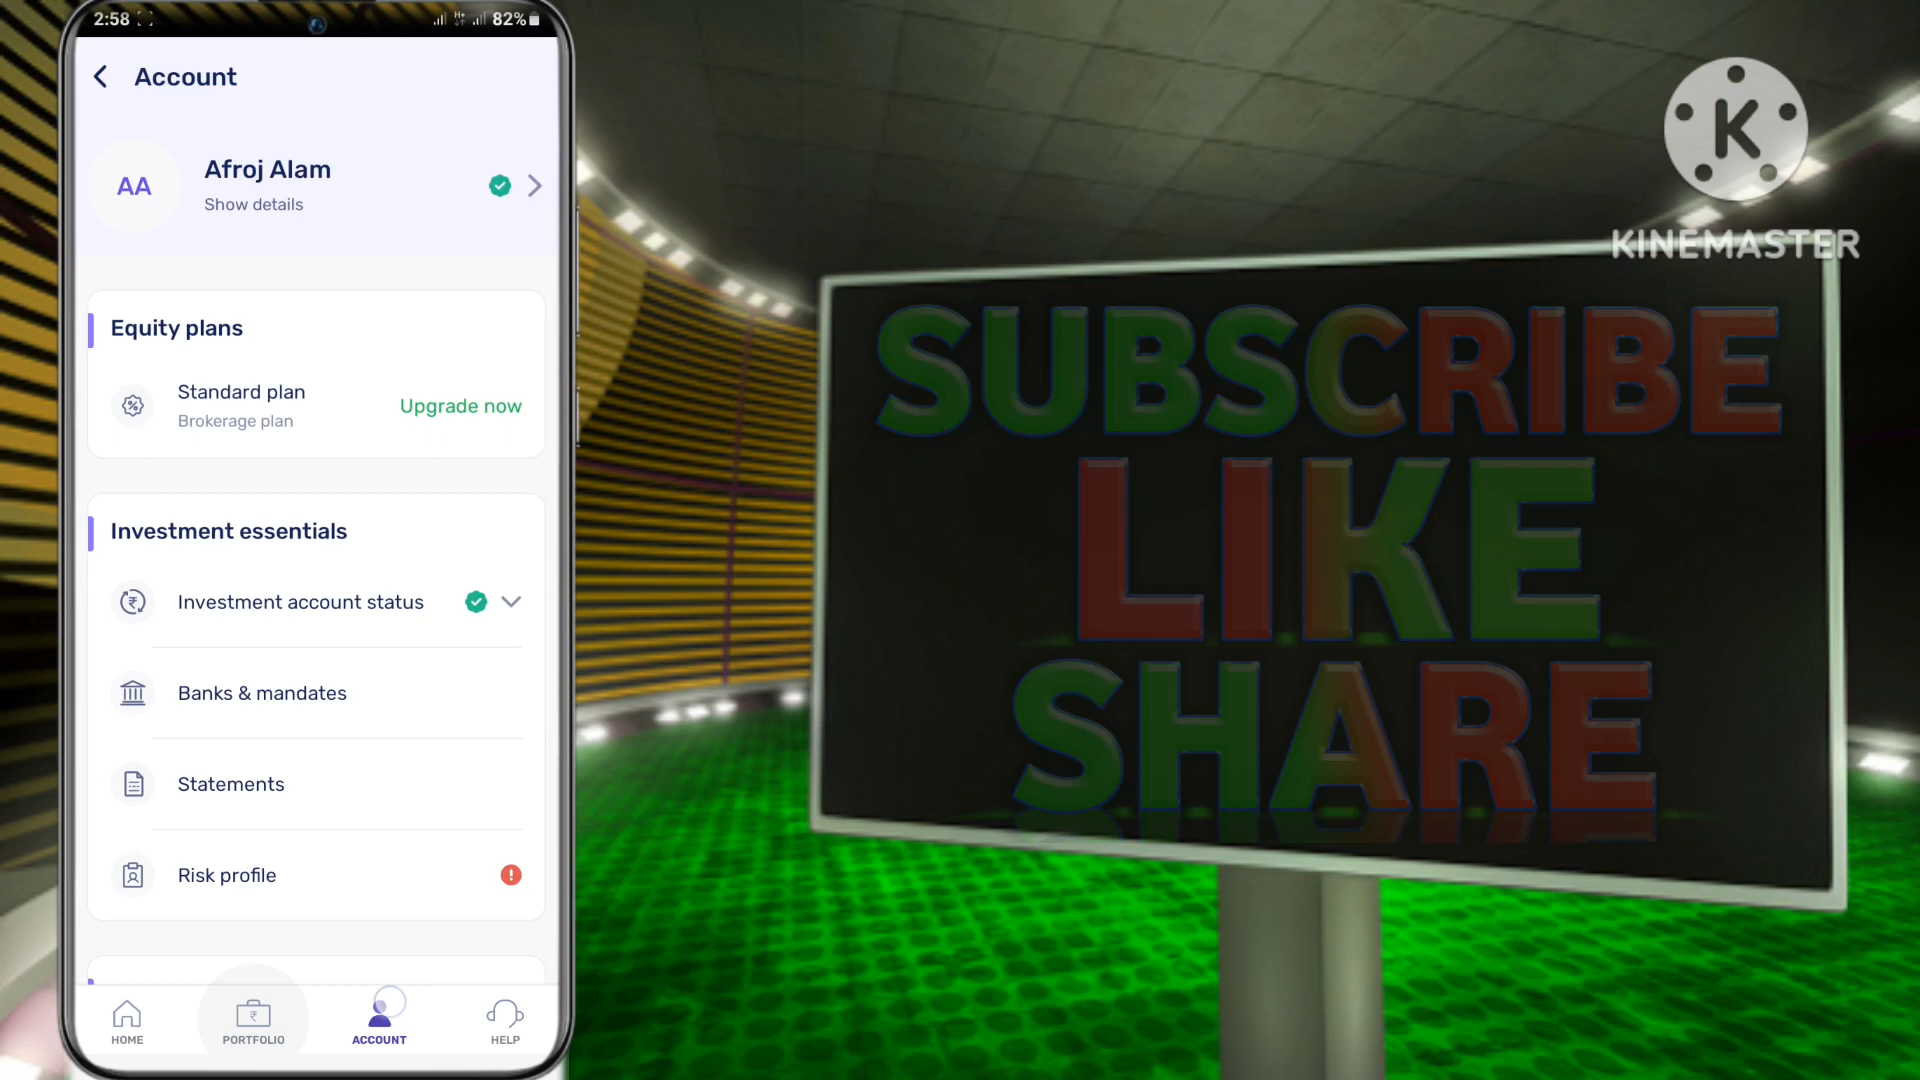 2:58
82%
Account
AA
Afroj Alam
Show details
Equity plans
Standard plan
Brokerage plan
Upgrade now
Investment essentials
Investment account status
Banks & mandates
Statements
Risk profile
HOME
PORTFOLIO
ACCOUNT
HELP
SUBSCRIBE
LIKE
SHARE
K
KINEMASTER